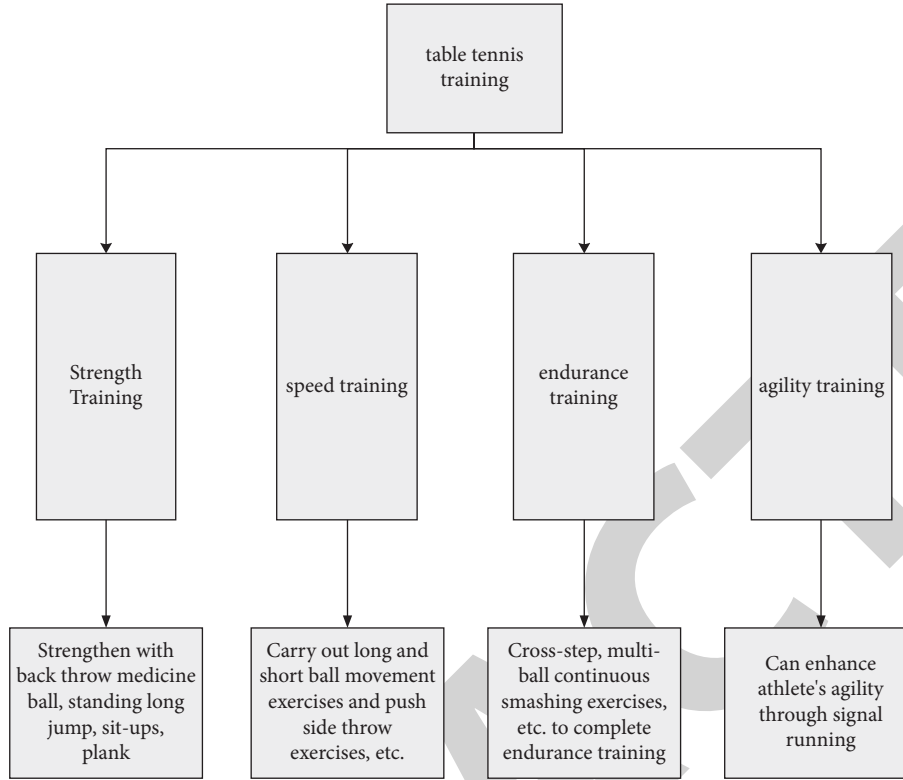 table tennis
training
Strength
Training
speed training
endurance
training
agility training
Strengthen with
back throw medicine
ball, standing long
jump, sit-ups,
plank
Carry out long and
short ball movement
exercises and push
side throw
exercises, etc.
Cross-step, multi-
ball continuous
smashing exercises,
etc. to complete
endurance training
Can enhance
athlete's agility
through signal
running